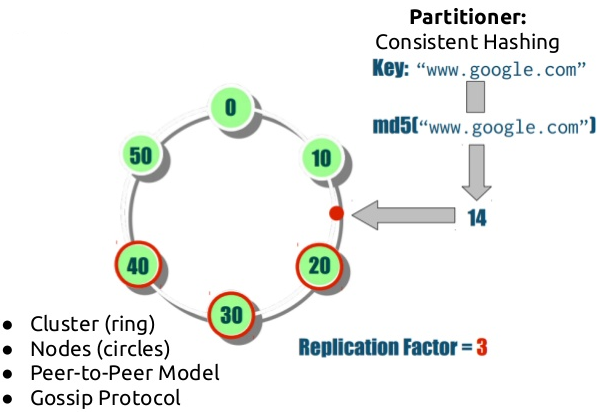 Partitioner:
Consistent Hashing
Key: “www.google.com”
md5(“www.google.com”)
14
0
10
20
30
40
50
Replication Factor = 3
● Cluster (ring)
● Nodes (circles)
● Peer-to-Peer Model
● Gossip Protocol